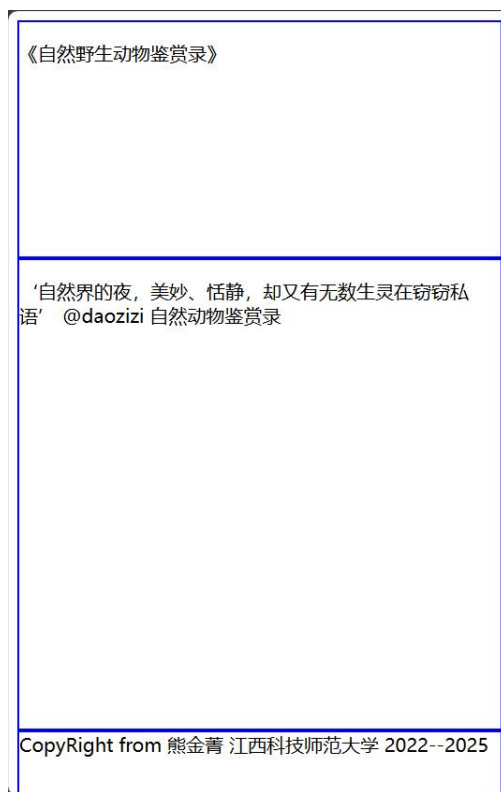 《自然野生动物鉴赏录》
‘自然界的夜，美妙、恬静，却又有无数生灵在窃窃私
语’ @daozizi 自然动物鉴赏录
CopyRight from 熊金菁 江西科技师范大学 2022--2025